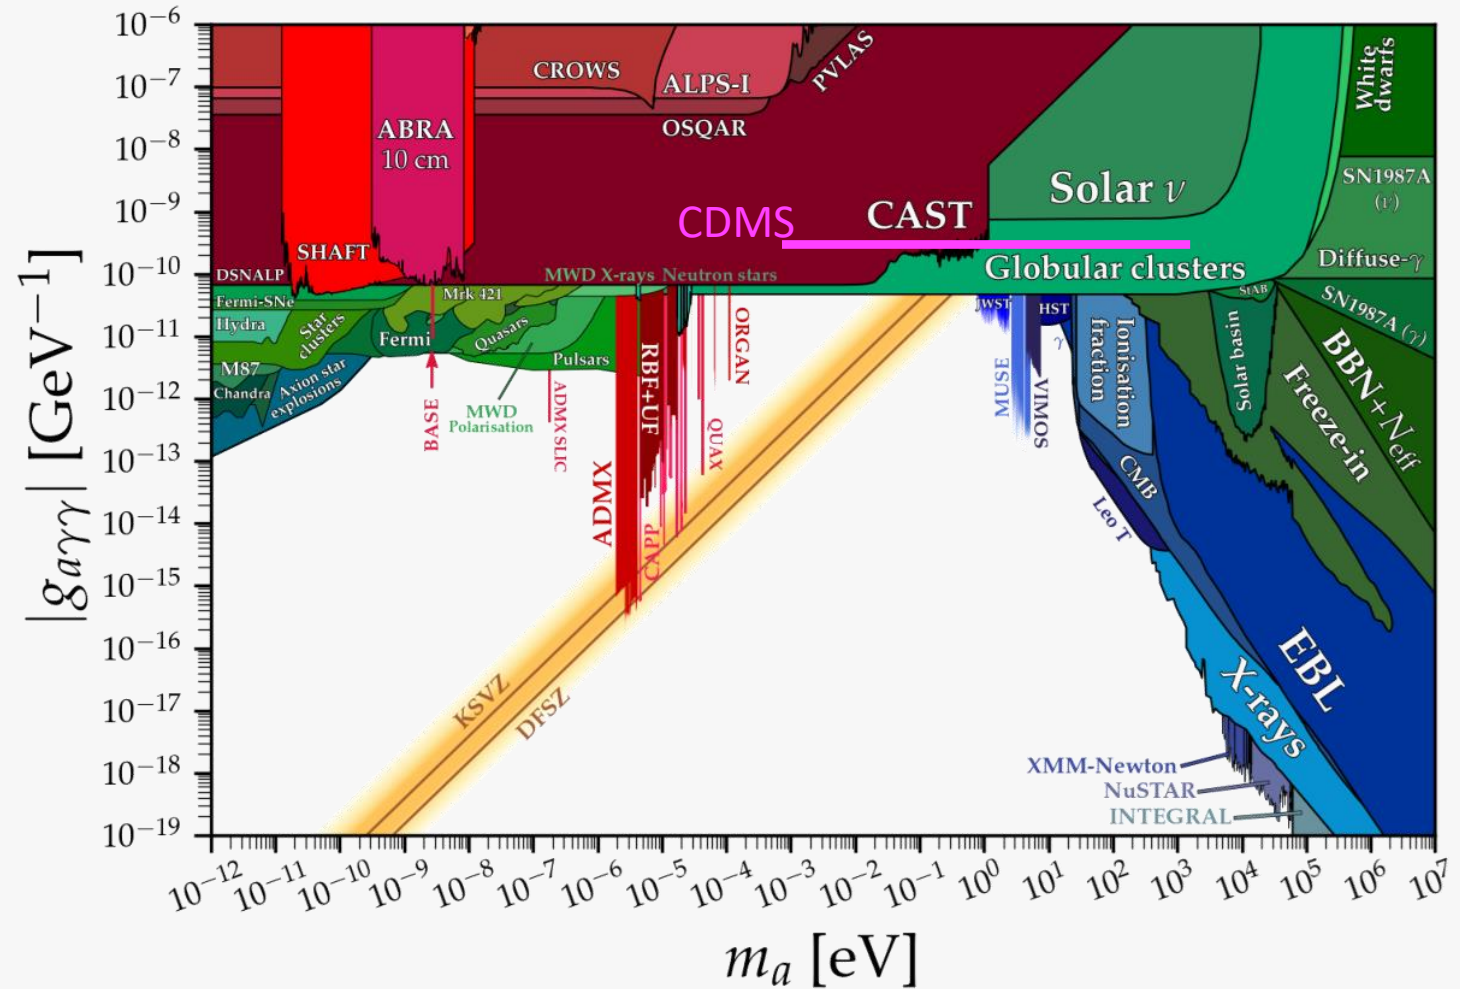 10⁻⁶
10⁻⁷
10⁻⁸
10⁻⁹
10⁻¹⁰
10⁻¹¹
10⁻¹²
10⁻¹³
10⁻¹⁴
10⁻¹⁵
10⁻¹⁶
10⁻¹⁷
10⁻¹⁸
10⁻¹⁹
|gₐᵧᵧ| [GeV⁻¹]
CROWS
ALPS-I
PVLAS
OSQAR
ABRA
10 cm
SHAFT
CDMS
CAST
Solar ν
Globular clusters
White
dwarfs
SN1987A
(ν)
Diffuse-γ
SN1987A (γ)
StAB
DSNALP
Fermi-SNe
Hydra
M87
Chandra
Star
clusters
Axion star
explosions
Fermi
Mrk 421
Quasars
Pulsars
MWD X-rays
Neutron stars
BASE
MWD
Polarisation
ADMX SLIC
ADMX
RBF+UF
CAPP
QUAX
ORGAN
KSVZ
DFSZ
JWST
HST
γ
MUSE
VIMOS
Ionisation
fraction
CMB
Leo T
Solar basin
Freeze-in
BBN+N_eff
EBL
X-rays
XMM-Newton
NuSTAR
INTEGRAL
10⁻¹² 10⁻¹¹ 10⁻¹⁰ 10⁻⁹ 10⁻⁸ 10⁻⁷ 10⁻⁶ 10⁻⁵ 10⁻⁴ 10⁻³ 10⁻² 10⁻¹ 10⁰ 10¹ 10² 10³ 10⁴ 10⁵ 10⁶ 10⁷
mₐ [eV]